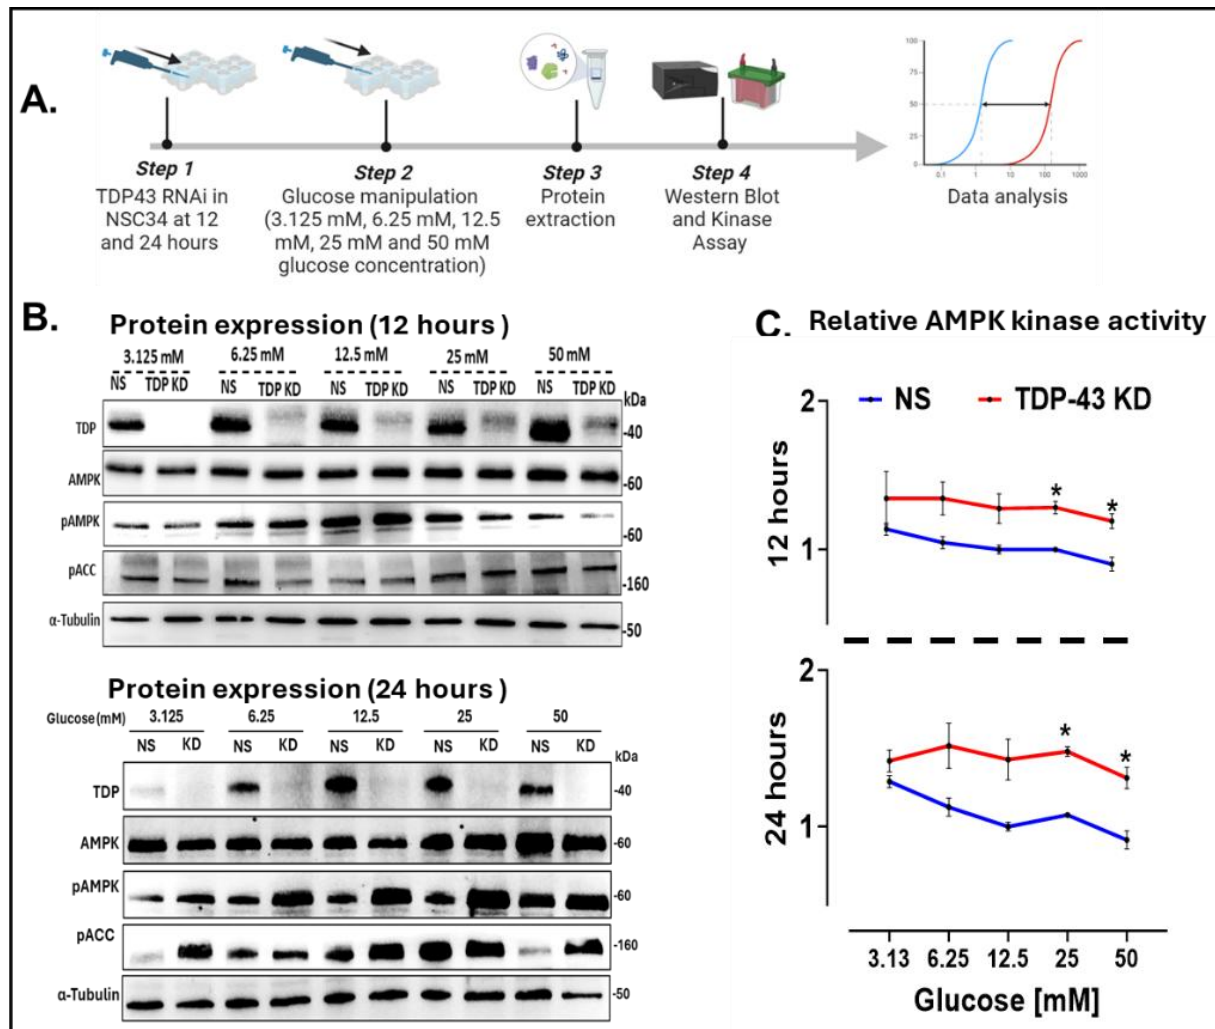 A.
Step 1
TDP43 RNAi in
NSC34 at 12
and 24 hours
Step 2
Glucose manipulation
(3.125 mM, 6.25 mM, 12.5
mM, 25 mM and 50 mM
glucose concentration)
Step 3
Protein
extraction
Step 4
Western Blot
and Kinase
Assay
100
75
50
25
0
0.1 1 10 100 1000
Data analysis
B.
Protein expression (12 hours )
3.125 mM 6.25 mM 12.5 mM 25 mM 50 mM
NS TDP KD NS TDP KD NS TDP KD NS TDP KD NS TDP KD
kDa
TDP -40
AMPK -60
pAMPK -60
pACC -160
α-Tubulin -50
Protein expression (24 hours )
Glucose(mM) 3.125 6.25 12.5 25 50
NS KD NS KD NS KD NS KD NS KD
kDa
TDP -40
AMPK -60
pAMPK -60
pACC -160
α-Tubulin -50
C. Relative AMPK kinase activity
NS TDP-43 KD
2
1
12 hours
* *
2
1
24 hours
* *
3.13 6.25 12.5 25 50
Glucose [mM]